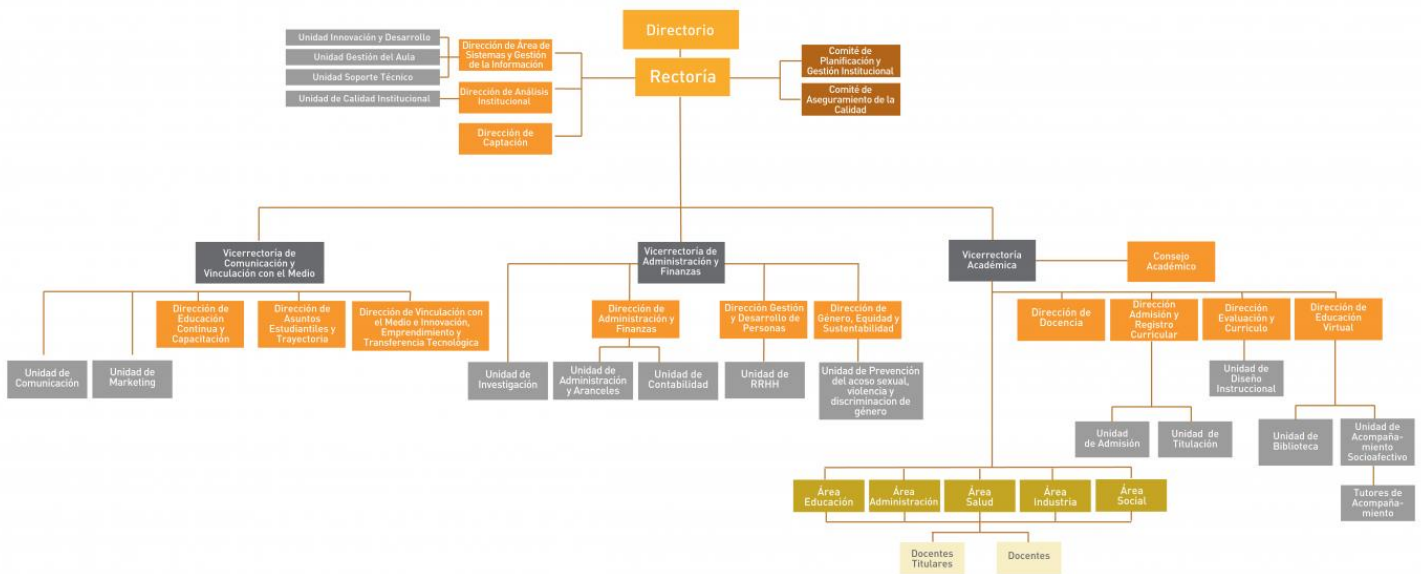 Directorio
Rectoría
Unidad Innovación y Desarrollo
Unidad Gestión del Aula
Unidad Soporte Técnico
Unidad de Calidad Institucional
Dirección de Área de
Sistemas y Gestión
de la Información
Dirección de Análisis
Institucional
Dirección de
Captación
Comité de
Planificación y
Gestión Institucional
Comité de
Aseguramiento de la
Calidad
Vicerrectoría de
Comunicación y
Vinculación con el Medio
Vicerrectoría de
Administración y
Finanzas
Vicerrectoría
Académica
Consejo
Académico
Dirección de
Educación
Continua y
Capacitación
Dirección de
Asuntos
Estudiantiles y
Trayectoria
Dirección de Vinculación con
el Medio e Innovación,
Emprendimiento y
Transferencia Tecnológica
Unidad de
Comunicación
Unidad de
Marketing
Dirección de
Administración y
Finanzas
Dirección Gestión
y Desarrollo de
Personas
Dirección de
Género, Equidad y
Sustentabilidad
Unidad de
Investigación
Unidad de
Administración
y Aranceles
Unidad de
Contabilidad
Unidad de
RRHH
Unidad de Prevención
del acoso sexual,
violencia y
discriminacion de
género
Dirección de
Docencia
Dirección
Admisión y
Registro
Curricular
Dirección
Evaluación y
Currículo
Dirección de
Educación
Virtual
Unidad de
Diseño
Instruccional
Unidad
de Admisión
Unidad de
Titulación
Unidad de
Biblioteca
Unidad de
Acompaña-
miento
Socioafectivo
Tutores de
Acompaña-
miento
Área
Educación
Área
Administración
Área
Salud
Área
Industria
Área
Social
Docentes
Titulares
Docentes